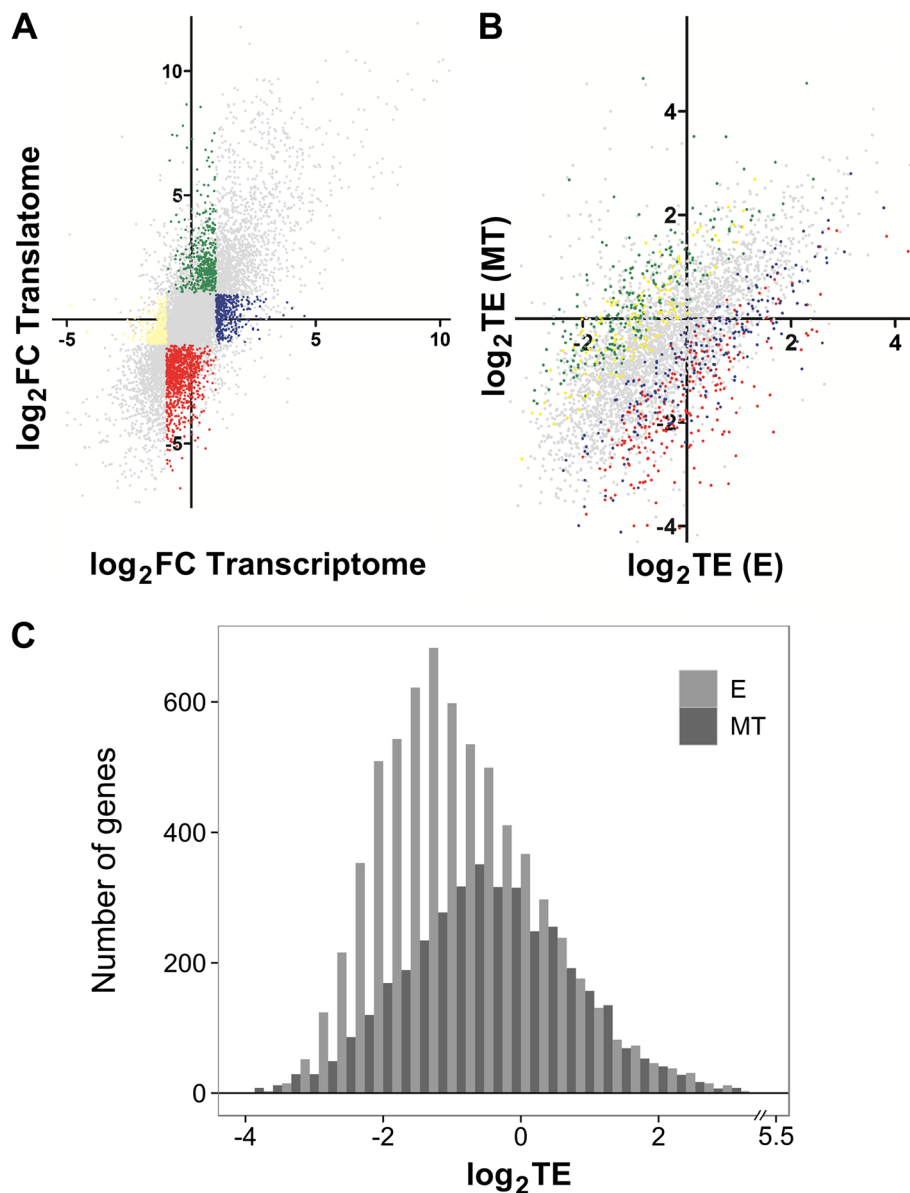 A
10
5
-5
5
10
-5
log₂FC Translatome
log₂FC Transcriptome
B
4
2
-2
2
4
-2
-4
log₂TE (MT)
log₂TE (E)
C
600
400
200
0
Number of genes
E
MT
-4
-2
0
2
5.5
log₂TE